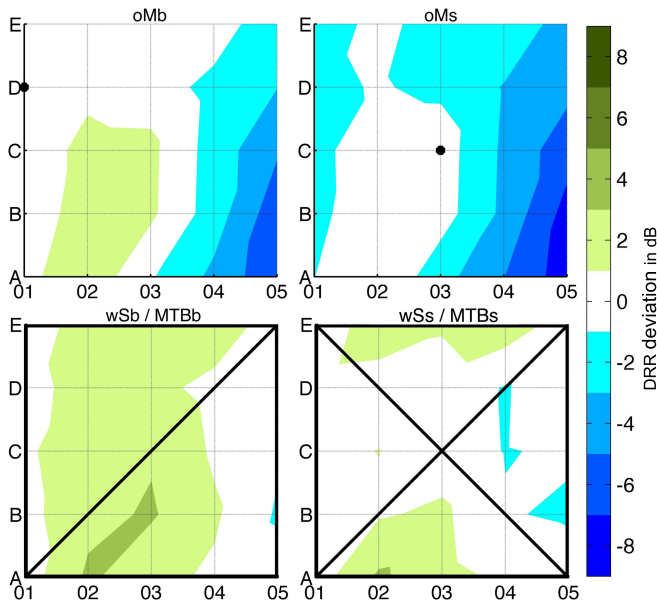 oMb
oMs
E
D
C
B
A
01 02 03 04 05
E
D
C
B
A
01 02 03 04 05
wSb / MTBb
wSs / MTBs
E
D
C
B
A
01 02 03 04 05
E
D
C
B
A
01 02 03 04 05
8
6
4
2
0
-2
-4
-6
-8
DRR deviation in dB